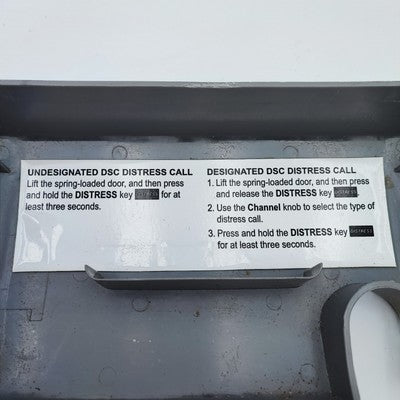 UNDESIGNATED DSC DISTRESS CALL
Lift the spring-loaded door, and then press
and hold the DISTRESS key DISTRESS for at
least three seconds.
DESIGNATED DSC DISTRESS CALL
1. Lift the spring-loaded door, and then press
and release the DISTRESS key DISTRESS.
2. Use the Channel knob to select the type of
distress call.
3. Press and hold the DISTRESS key DISTRESS
for at least three seconds.